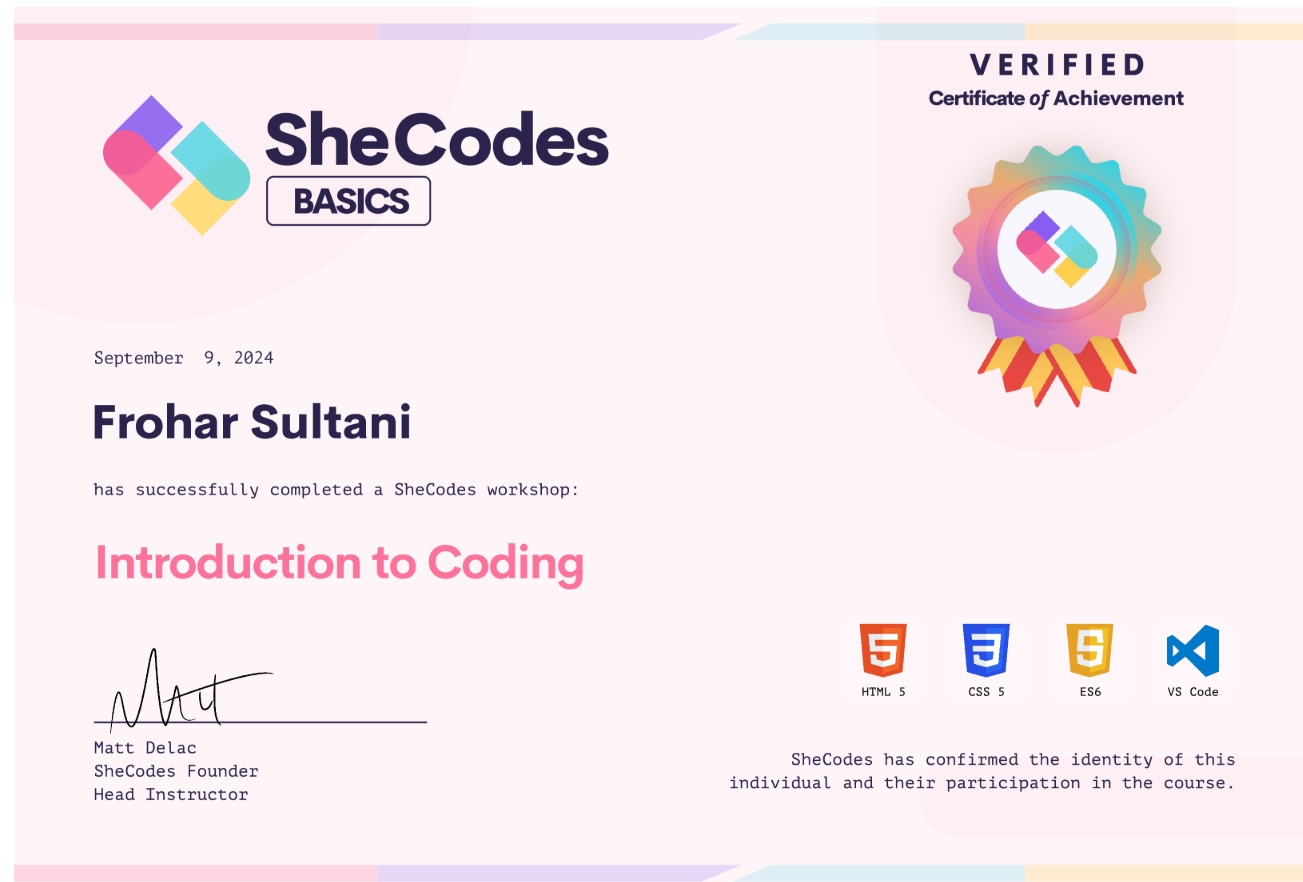 VERIFIED
Certificate of Achievement
SheCodes
BASICS
September  9, 2024
Frohar Sultani
has successfully completed a SheCodes workshop:
Introduction to Coding
HTML 5
CSS 5
ES6
VS Code
Matt
Matt Delac
SheCodes Founder
Head Instructor
SheCodes has confirmed the identity of this
individual and their participation in the course.